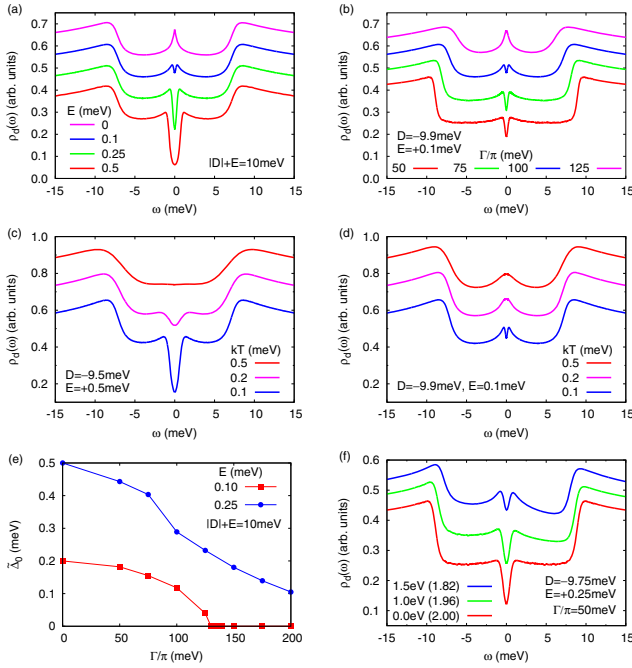 (a)
0.8
0.7
0.6
0.5
0.4
0.3
0.2
0.1
0.0
ρd(ω) (arb. units)
E (meV)
0
0.1
0.25
0.5
|D|+E=10meV
−15 −10 −5 0 5 10 15
ω (meV)
(b)
0.8
0.7
0.6
0.5
0.4
0.3
0.2
0.1
0.0
ρd(ω) (arb. units)
D=−9.9meV
E=+0.1meV
Γ/π (meV)
50 75 100 125
−15 −10 −5 0 5 10 15
ω (meV)
(c)
1.0
0.8
0.6
0.4
0.2
ρd(ω) (arb. units)
kT (meV)
0.5
0.2
0.1
D=−9.5meV
E=+0.5meV
−15 −10 −5 0 5 10 15
ω (meV)
(d)
1.0
0.8
0.6
0.4
0.2
ρd(ω) (arb. units)
kT (meV)
0.5
0.2
0.1
D=−9.9meV, E=0.1meV
−15 −10 −5 0 5 10 15
ω (meV)
(e)
0.5
0.4
0.3
0.2
0.1
0
Δ̃0 (meV)
E (meV)
0.10
0.25
|D|+E=10meV
0 50 100 150 200
Γ/π (meV)
(f)
0.6
0.5
0.4
0.3
0.2
0.1
ρd(ω) (arb. units)
1.5eV (1.82)
1.0eV (1.96)
0.0eV (2.00)
D=−9.75meV
E=+0.25meV
Γ/π=50meV
−15 −10 −5 0 5 10 15
ω (meV)